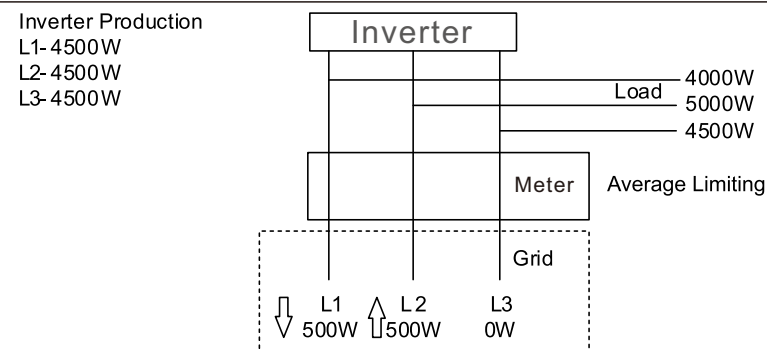 Inverter Production
L1-4500W
L2-4500W
L3-4500W
Inverter
Load
4000W
5000W
4500W
Meter
Average Limiting
Grid
L1
500W
L2
500W
L3
0W